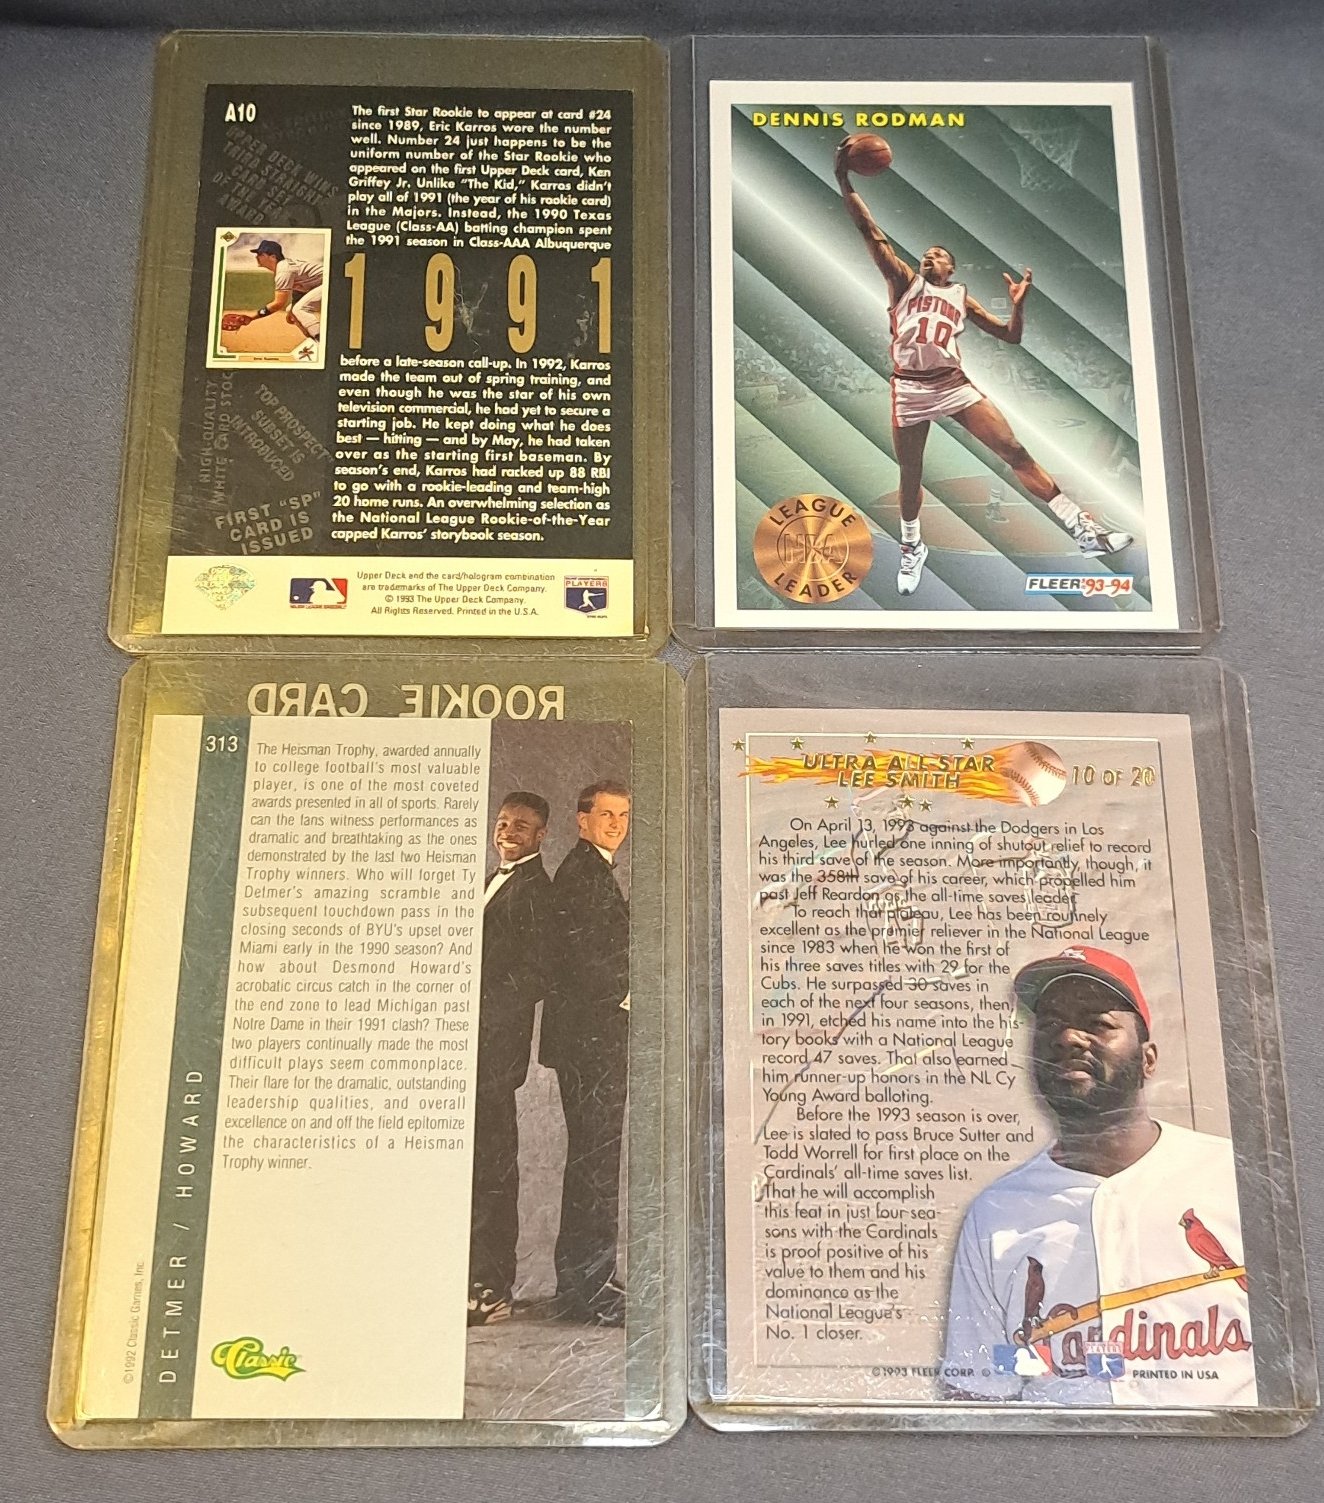 A10
UPPER DECK WINS
THIRD STRAIGHT
CARD SET
OF THE YEAR
AWARD
The first Star Rookie to appear at card #24
since 1989, Eric Karros wore the number
well. Number 24 just happens to be the
uniform number of the Star Rookie who
appeared on the first Upper Deck card, Ken
Griffey Jr. Unlike "The Kid," Karros didn't
play all of 1991 (the year of his rookie card)
in the Majors. Instead, the 1990 Texas
League (Class-AA) batting champion spent
the 1991 season in Class-AAA Albuquerque
1991
before a late-season call-up. In 1992, Karros
made the team out of spring training, and
even though he was the star of his own
television commercial, he had yet to secure a
starting job. He kept doing what he does
best — hitting — and by May, he had taken
over as the starting first baseman. By
season's end, Karros had racked up 88 RBI
to go with a rookie-leading and team-high
20 home runs. An overwhelming selection as
the National League Rookie-of-the-Year
capped Karros' storybook season.
HIGH-QUALITY
WHITE CARD STOCK
TOP PROSPECT
SUBSET IS
INTRODUCED
FIRST "SP"
CARD IS
ISSUED
Upper Deck and the card/hologram combination
are trademarks of The Upper Deck Company.
© 1993 The Upper Deck Company.
All Rights Reserved. Printed in the U.S.A.
PLAYERS
DENNIS RODMAN
PISTONS
10
LEAGUE
NBA
LEADER
FLEER '93-94
ROOKIE CARD
313
The Heisman Trophy, awarded annually
to college football's most valuable
player, is one of the most coveted
awards presented in all of sports. Rarely
can the fans witness performances as
dramatic and breathtaking as the ones
demonstrated by the last two Heisman
Trophy winners. Who will forget Ty
Detmer's amazing scramble and
subsequent touchdown pass in the
closing seconds of BYU's upset over
Miami early in the 1990 season? And
how about Desmond Howard's
acrobatic circus catch in the corner of
the end zone to lead Michigan past
Notre Dame in their 1991 clash? These
two players continually made the most
difficult plays seem commonplace.
Their flare for the dramatic, outstanding
leadership qualities, and overall
excellence on and off the field epitomize
the characteristics of a Heisman
Trophy winner.
DETMER / HOWARD
©1992 Classic Games, Inc.
Classic
ULTRA ALL-STAR
LEE SMITH
10 OF 20
On April 13, 1993 against the Dodgers in Los
Angeles, Lee hurled one inning of shutout relief to record
his third save of the season. More importantly, though, it
was the 358th save of his career, which propelled him
past Jeff Reardon as the all-time saves leader.
To reach that plateau, Lee has been routinely
excellent as the premier reliever in the National League
since 1983 when he won the first of
his three saves titles with 29 for the
Cubs. He surpassed 30 saves in
each of the next four seasons, then,
in 1991, etched his name into the his-
tory books with a National League
record 47 saves. That also earned
him runner-up honors in the NL Cy
Young Award balloting.
Before the 1993 season is over,
Lee is slated to pass Bruce Sutter and
Todd Worrell for first place on the
Cardinals' all-time saves list.
That he will accomplish
this feat in just four sea-
sons with the Cardinals
is proof positive of his
value to them and his
dominance as the
National League's
No. 1 closer.
Cardinals
©1993 FLEER CORP.
PLAYERS
PRINTED IN USA